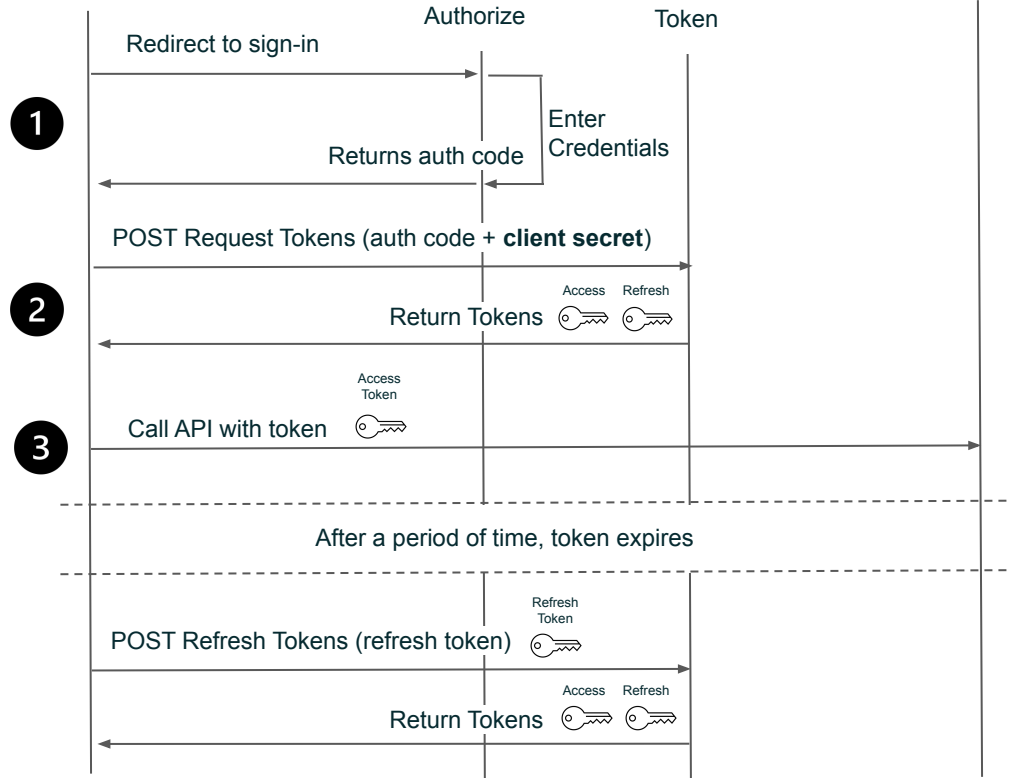 Authorize
Token
Redirect to sign-in
1
Enter
Credentials
Returns auth code
POST Request Tokens (auth code + client secret)
2
Access
Refresh
Return Tokens
Access
Token
Call API with token
3
After a period of time, token expires
Refresh
Token
POST Refresh Tokens (refresh token)
Access
Refresh
Return Tokens